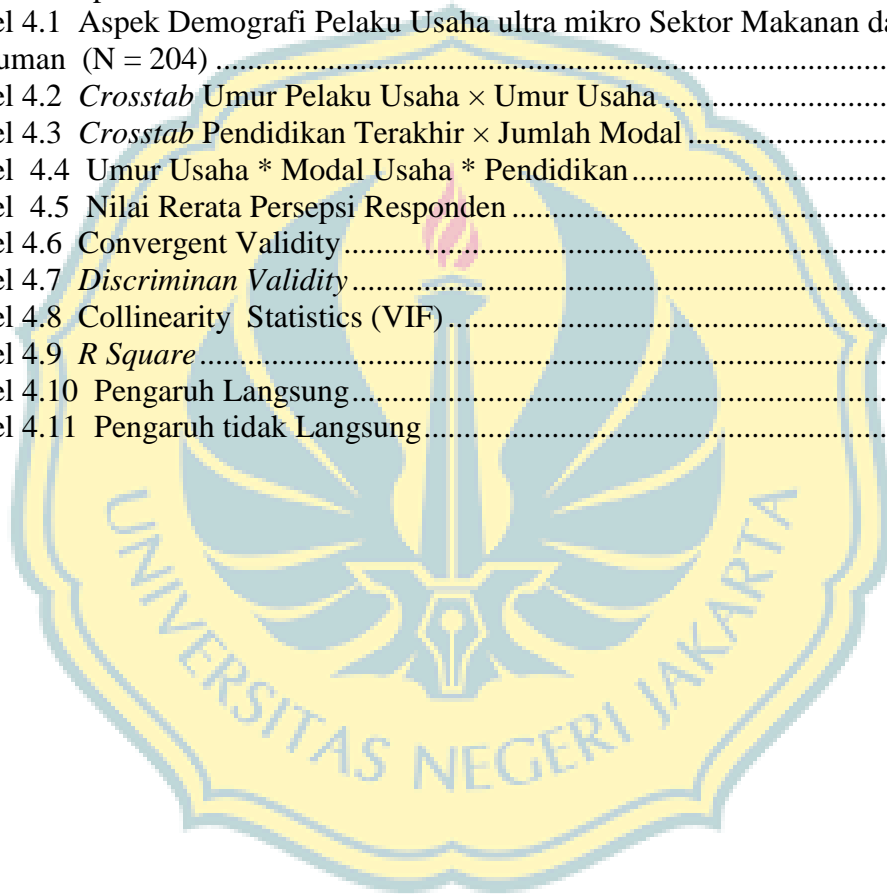 el 4.1 Aspek Demografi Pelaku Usaha ultra mikro Sektor Makanan da
uman (N = 204) ..........................................................................................
el 4.2 Crosstab Umur Pelaku Usaha × Umur Usaha ..............................
el 4.3 Crosstab Pendidikan Terakhir × Jumlah Modal ..........................
el 4.4 Umur Usaha * Modal Usaha * Pendidikan ..................................
el 4.5 Nilai Rerata Persepsi Responden ..................................................
el 4.6 Convergent Validity ........................................................................
el 4.7 Discriminan Validity ......................................................................
el 4.8 Collinearity Statistics (VIF) ..........................................................
el 4.9 R Square ..........................................................................................
el 4.10 Pengaruh Langsung ......................................................................
el 4.11 Pengaruh tidak Langsung ............................................................
UNIVERSITAS NEGERI JAKARTA